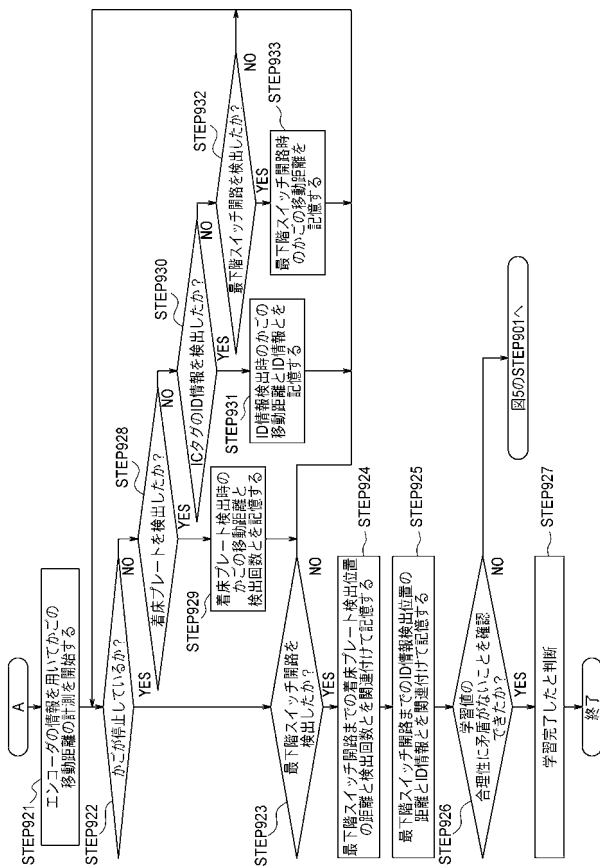 A
STEP921
エンコーダの情報を用いてかごの
移動距離の計測を開始する
STEP922
かごが停止しているか?
NO
YES
STEP928
着床プレートを検出したか?
NO
YES
STEP929
着床プレート検出時の
かごの移動距離と
検出回数とを記憶する
STEP930
ICタグのID情報を検出したか?
NO
YES
STEP931
ID情報検出時のかごの
移動距離とID情報とを
記憶する
STEP932
最下階スイッチ開路を検出したか?
NO
YES
STEP933
最下階スイッチ開路時
のかごの移動距離を
記憶する
STEP923
最下階スイッチ開路を
検出したか?
NO
YES
STEP924
最下階スイッチ開路までの着床プレート検出位置
の距離と検出回数とを関連付けて記憶する
STEP925
最下階スイッチ開路までのID情報検出位置の
距離とID情報とを関連付けて記憶する
STEP926
学習値の
合理性に矛盾がないことを確認
できたか?
NO
YES
図5のSTEP901へ
STEP927
学習完了したと判断
終了